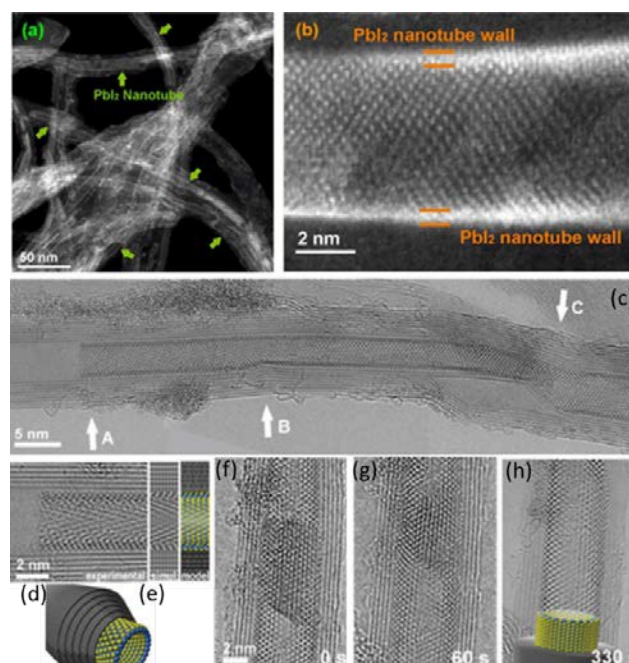 (a)
PbI₂ Nanotube
50 nm
(b)
PbI₂ nanotube wall
PbI₂ nanotube wall
2 nm
(c)
C
A
B
5 nm
2 nm
experimental
model
(d)
(e)
(f)
2 nm
0 s
(g)
60 s
(h)
330